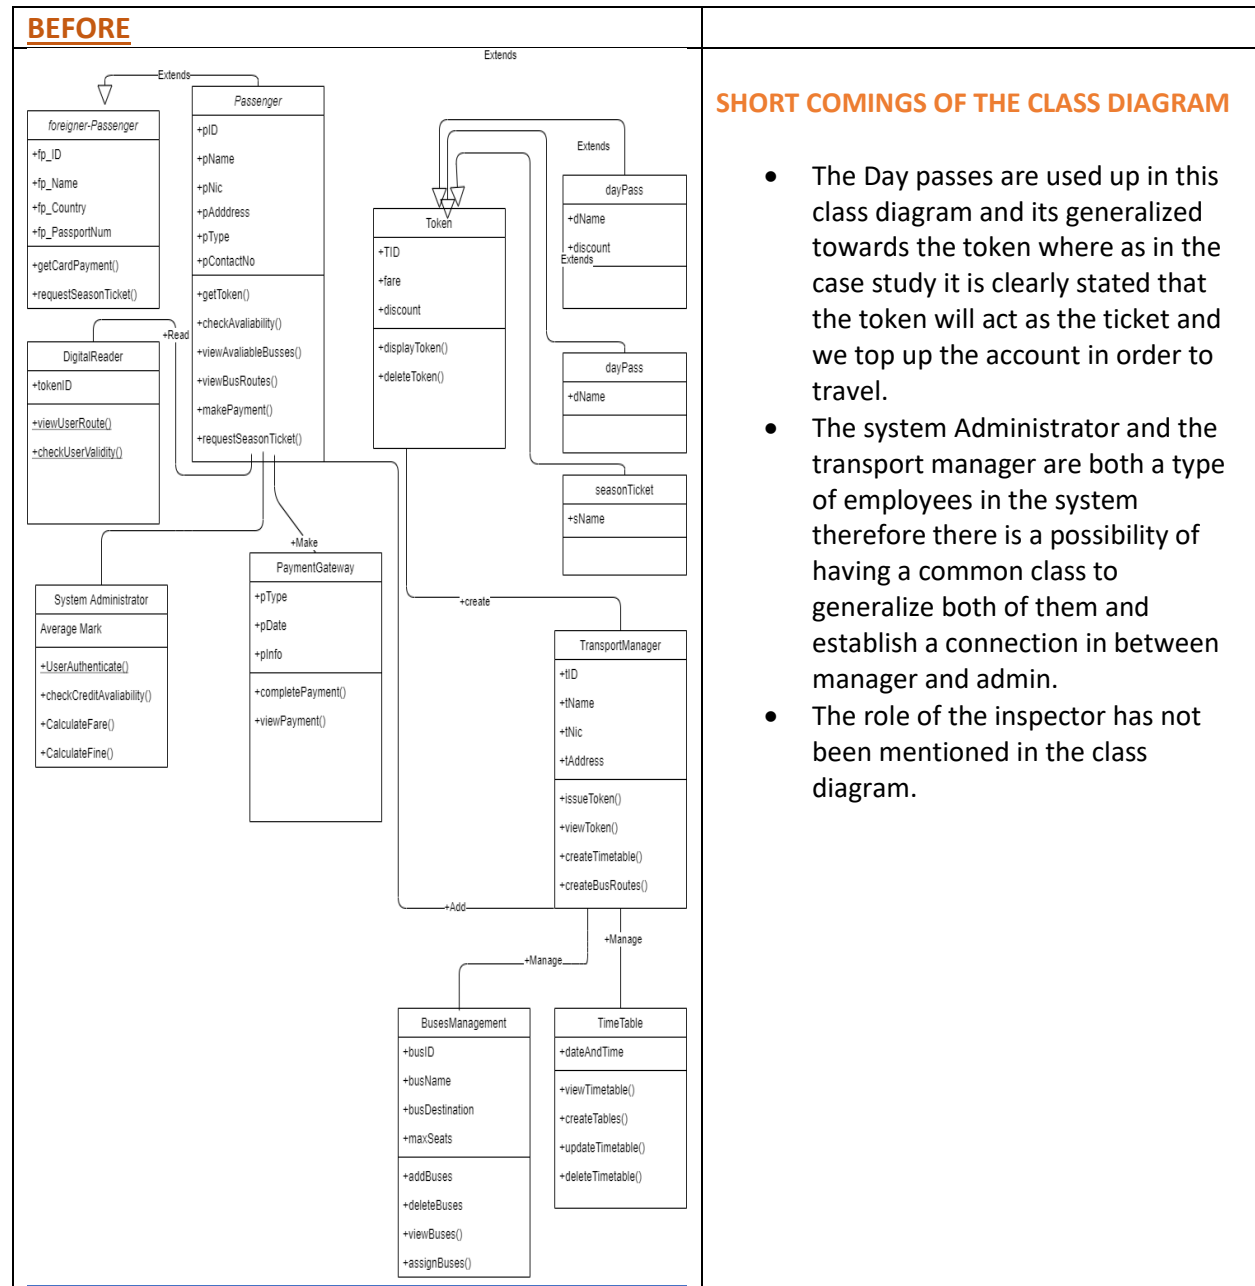 BEFORE
Extends
Extends
Passenger
+pID
+pName
+pNic
+pAdddress
+pType
+pContactNo
+getToken()
+checkAvaliability()
+viewAvaliableBusses()
+viewBusRoutes()
+makePayment()
+requestSeasonTicket()
foreigner-Passenger
+fp_ID
+fp_Name
+fp_Country
+fp_PassportNum
+getCardPayment()
+requestSeasonTicket()
+Read
DigitalReader
+tokenID
+viewUserRoute()
+checkUserValidity()
Token
+TID
+fare
+discount
+displayToken()
+deleteToken()
Extends
dayPass
+dName
+discount
Extends
dayPass
+dName
seasonTicket
+sName
+Make
PaymentGateway
+pType
+pDate
+pInfo
+completePayment()
+viewPayment()
System Administrator
Average Mark
+UserAuthenticate()
+checkCreditAvaliability()
+CalculateFare()
+CalculateFine()
+create
TransportManager
+tID
+tName
+tNic
+tAddress
+issueToken()
+viewToken()
+createTimetable()
+createBusRoutes()
+Add
+Manage
+Manage
BusesManagement
+busID
+busName
+busDestination
+maxSeats
+addBuses
+deleteBuses
+viewBuses()
+assignBuses()
TimeTable
+dateAndTime
+viewTimetable()
+createTables()
+updateTimetable()
+deleteTimetable()
SHORT COMINGS OF THE CLASS DIAGRAM
• The Day passes are used up in this
class diagram and its generalized
towards the token where as in the
case study it is clearly stated that
the token will act as the ticket and
we top up the account in order to
travel.
• The system Administrator and the
transport manager are both a type
of employees in the system
therefore there is a possibility of
having a common class to
generalize both of them and
establish a connection in between
manager and admin.
• The role of the inspector has not
been mentioned in the class
diagram.